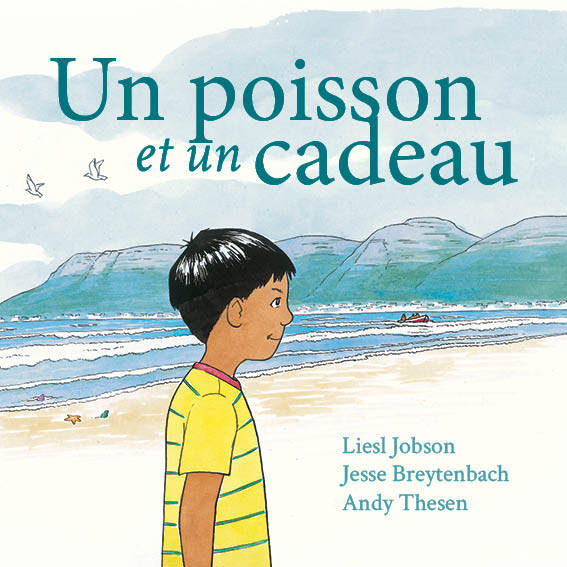 Un poisson
et un cadeau
Liesl Jobson
Jesse Breytenbach
Andy Thesen